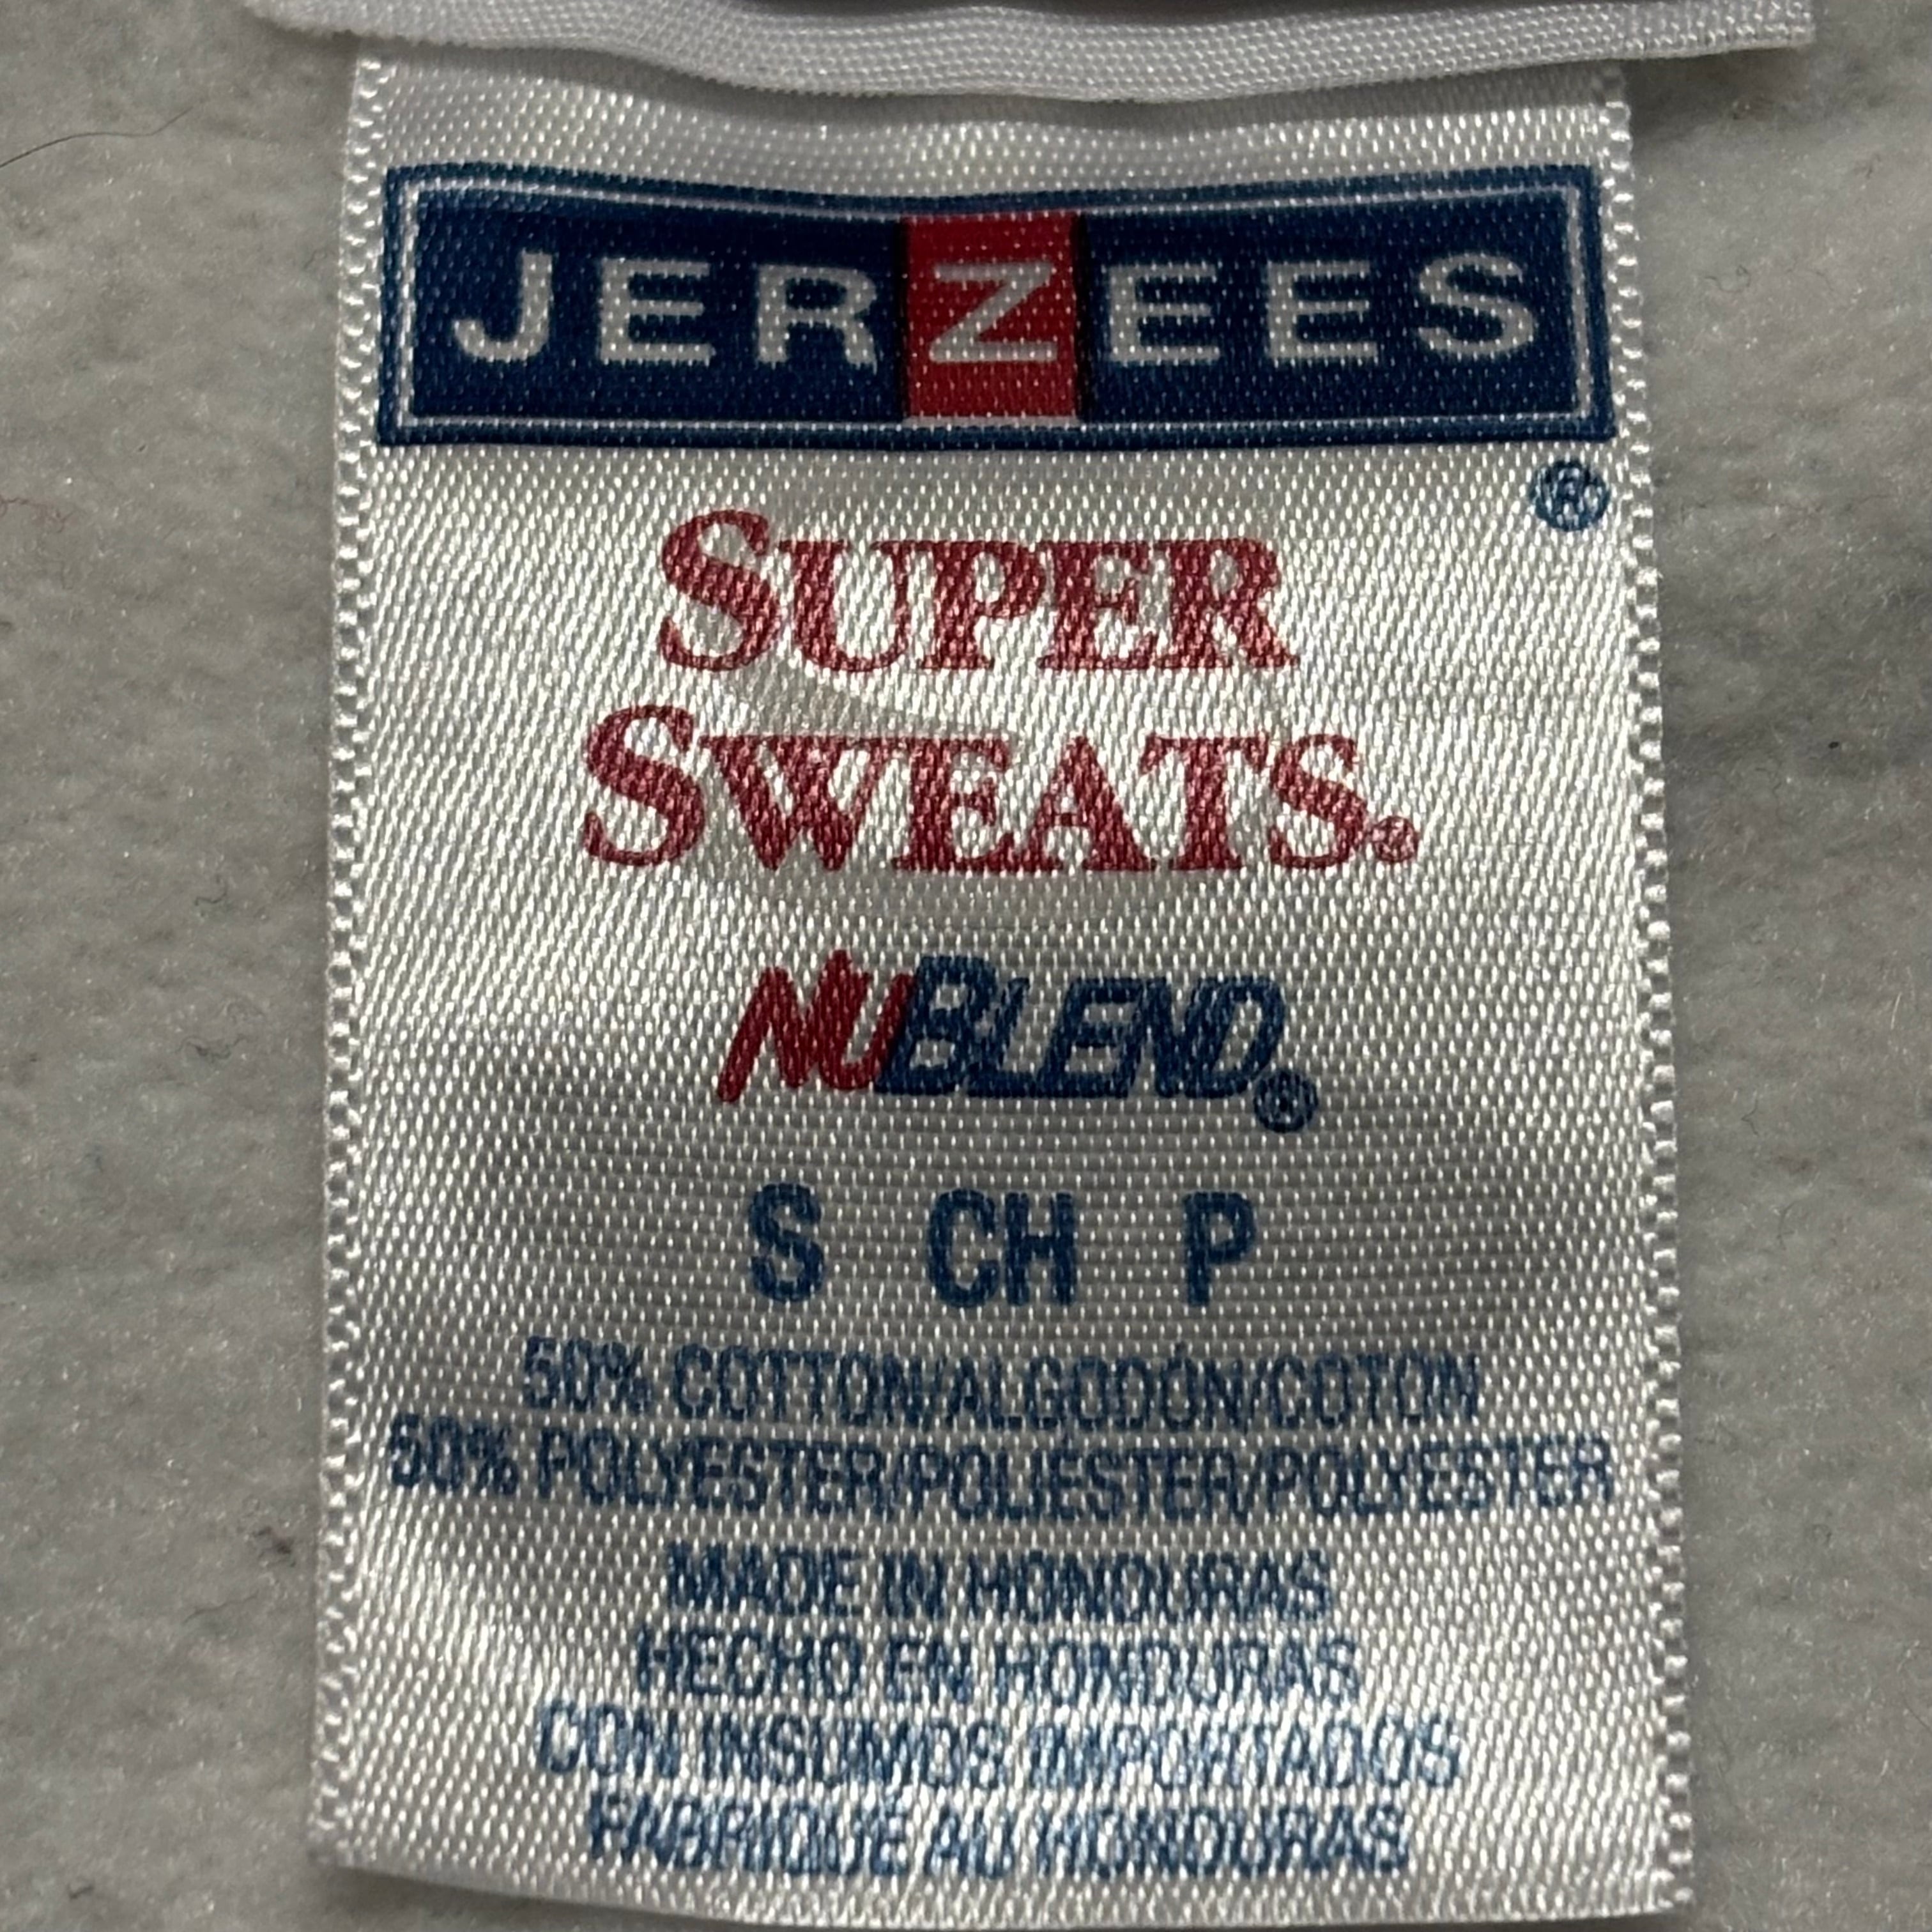 JERZEES
®
SUPER
SWEATS®
NUBLEND®
S CH P
50% COTTON/ALGODÓN/COTON
50% POLYESTER/POLIESTER/POLYESTER
MADE IN HONDURAS
HECHO EN HONDURAS
CON INSUMOS IMPORTADOS
FABRIQUÉ AU HONDURAS